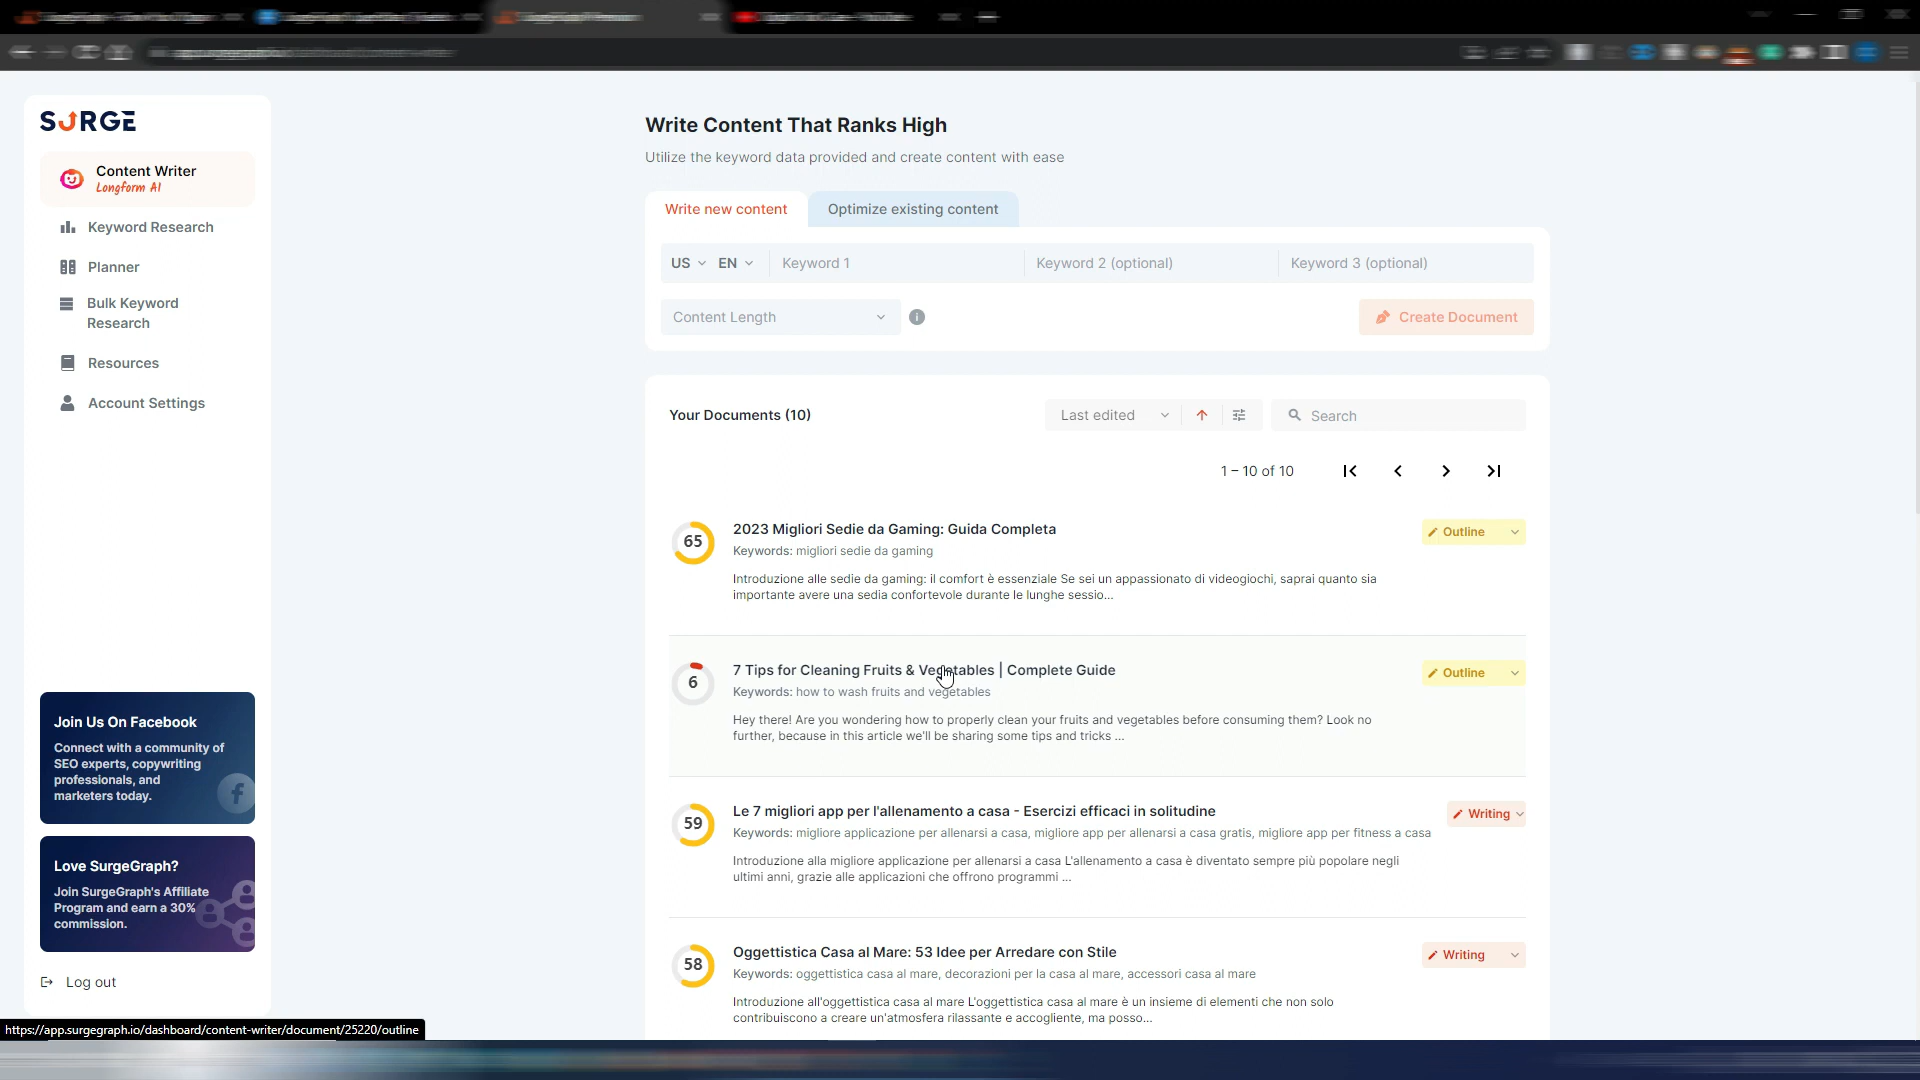 SURGE
Content Writer
Longform AI
Keyword Research
Planner
Bulk Keyword
Research
Resources
Account Settings
Join Us On Facebook
Connect with a community of
SEO experts, copywriting
professionals, and
marketers today.
Love SurgeGraph?
Join SurgeGraph's Affiliate
Program and earn a 30%
commission.
Log out
https://app.surgegraph.io/dashboard/content-writer/document/25220/outline
Write Content That Ranks High
Utilize the keyword data provided and create content with ease
Write new content Optimize existing content
US EN Keyword 1 Keyword 2 (optional) Keyword 3 (optional)
Content Length Create Document
Your Documents (10) Last edited Search
1 – 10 of 10
65 2023 Migliori Sedie da Gaming: Guida Completa Outline
Keywords: migliori sedie da gaming
Introduzione alle sedie da gaming: il comfort è essenziale Se sei un appassionato di videogiochi, saprai quanto sia
importante avere una sedia confortevole durante le lunghe sessio...
6 7 Tips for Cleaning Fruits & Vegetables | Complete Guide Outline
Keywords: how to wash fruits and vegetables
Hey there! Are you wondering how to properly clean your fruits and vegetables before consuming them? Look no
further, because in this article we'll be sharing some tips and tricks ...
59 Le 7 migliori app per l'allenamento a casa - Esercizi efficaci in solitudine Writing
Keywords: migliore applicazione per allenarsi a casa, migliore app per allenarsi a casa gratis, migliore app per fitness a casa
Introduzione alla migliore applicazione per allenarsi a casa L'allenamento a casa è diventato sempre più popolare negli
ultimi anni, grazie alle applicazioni che offrono programmi ...
58 Oggettistica Casa al Mare: 53 Idee per Arredare con Stile Writing
Keywords: oggettistica casa al mare, decorazioni per la casa al mare, accessori casa al mare
Introduzione all'oggettistica casa al mare L'oggettistica casa al mare è un insieme di elementi che non solo
contribuiscono a creare un'atmosfera rilassante e accogliente, ma posso...